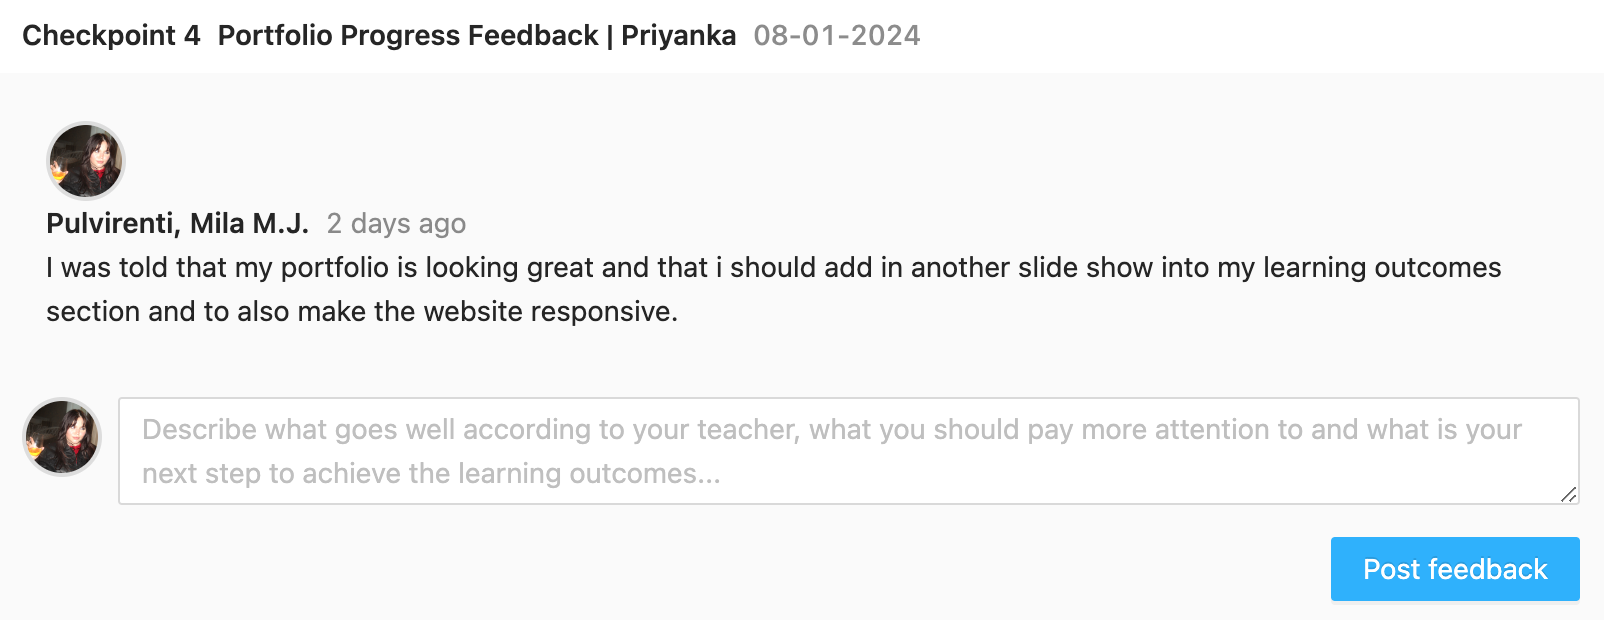 Checkpoint 4 Portfolio Progress Feedback | Priyanka 08-01-2024
Pulvirenti, Mila M.J. 2 days ago
I was told that my portfolio is looking great and that i should add in another slide show into my learning outcomes
section and to also make the website responsive.
Describe what goes well according to your teacher, what you should pay more attention to and what is your
next step to achieve the learning outcomes...
Post feedback